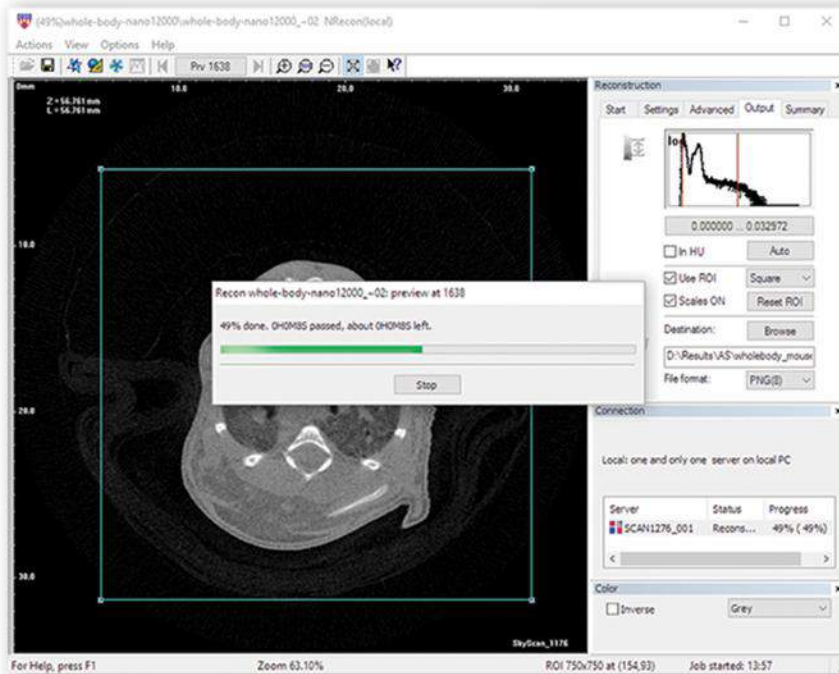 (49%)whole-body-nano12000\whole-body-nano12000_~02 NRecon(local)
Actions View Options Help
Prv 1638
0mm 10.0 20.0 30.0
Z = 56.761 mm
L = 56.761 mm
10.0
20.0
30.0
SkyScan_1176
Recon whole-body-nano12000_~02: preview at 1638
49% done. 0H0M8S passed, about 0H0M8S left.
Stop
Reconstruction
Start Settings Advanced Output Summary
0.000000 ... 0.032972
In HU Auto
Use ROI Square
Scales ON Reset ROI
Destination: Browse
D:\Results\AS\wholebody_mouse
File format: PNG(8)
Connection
Local: one and only one server on local PC
Server Status Progress
SCAN1276_001 Recons... 49% ( 49%)
Color
Inverse Grey
For Help, press F1 Zoom 63.10% ROI 750x750 at (154,93) Job started: 13:57